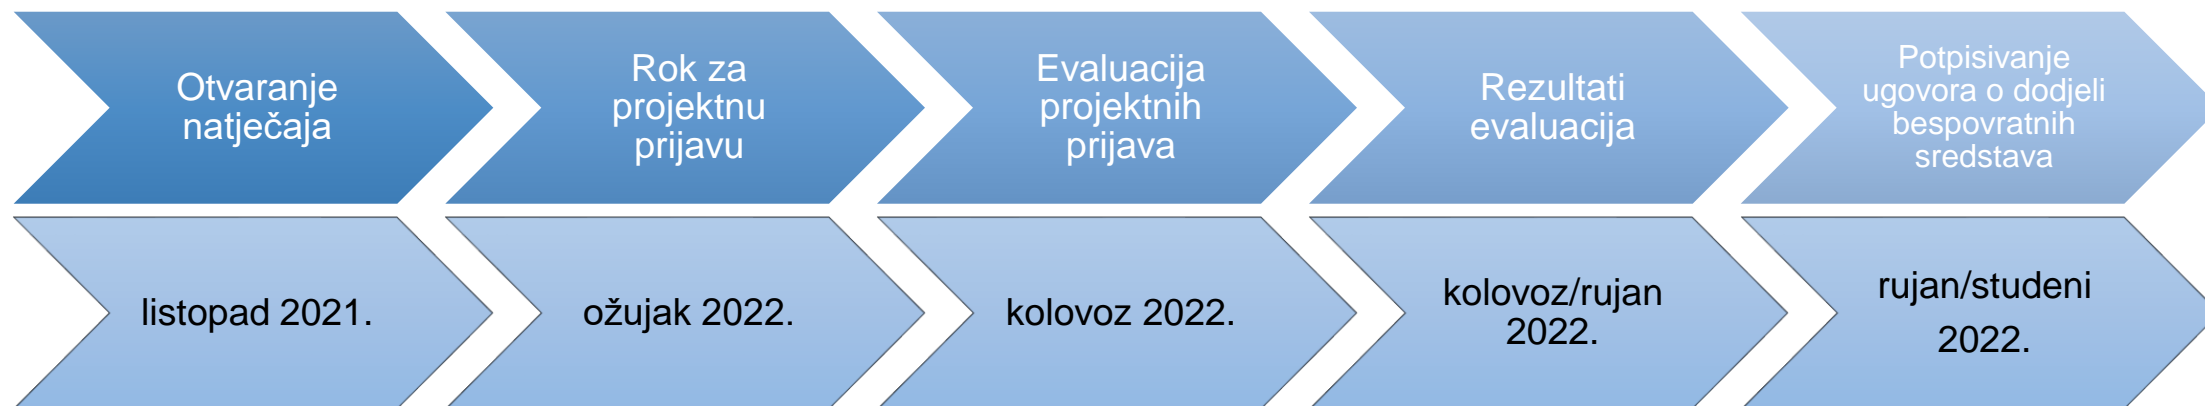 Otvaranje
natječaja
Rok za
projektnu
prijavu
Evaluacija
projektnih
prijava
Rezultati
evaluacija
Potpisivanje
ugovora o dodjeli
bespovratnih
sredstava
listopad 2021.
ožujak 2022.
kolovoz 2022.
kolovoz/rujan
2022.
rujan/studeni
2022.